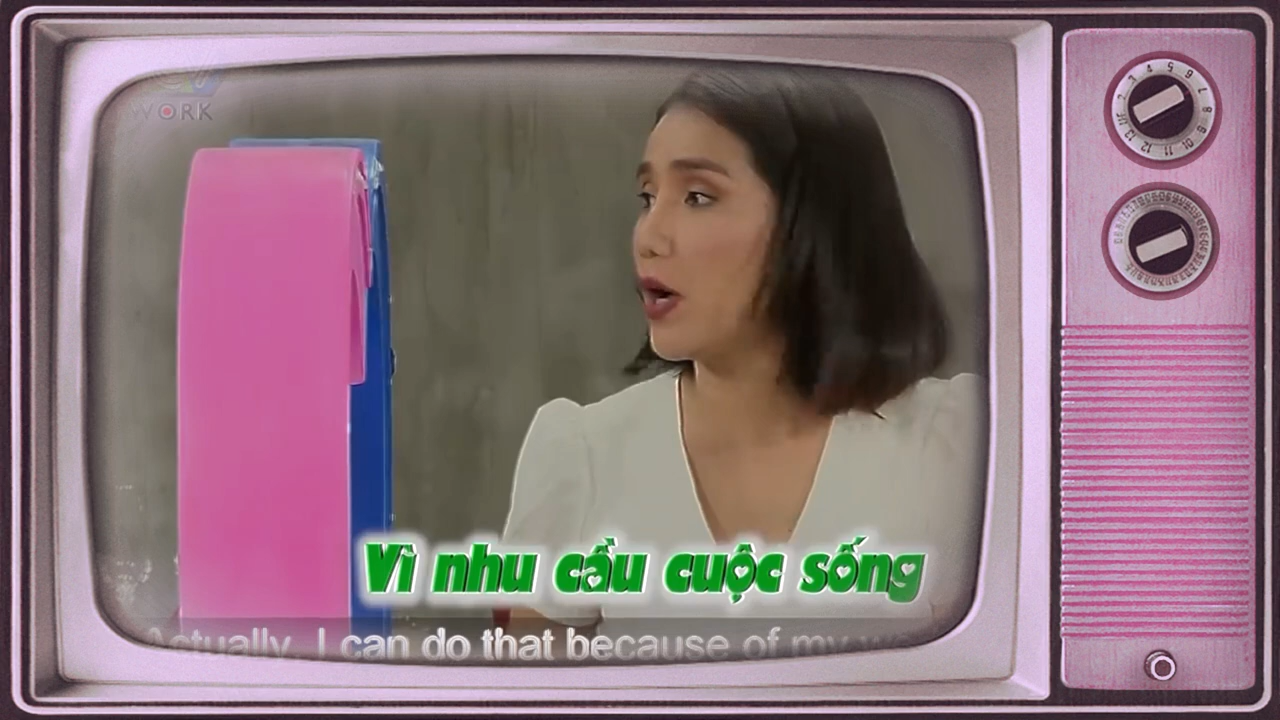 WORK
Vì nhu cầu cuộc sống
Actually, I can do that because of my